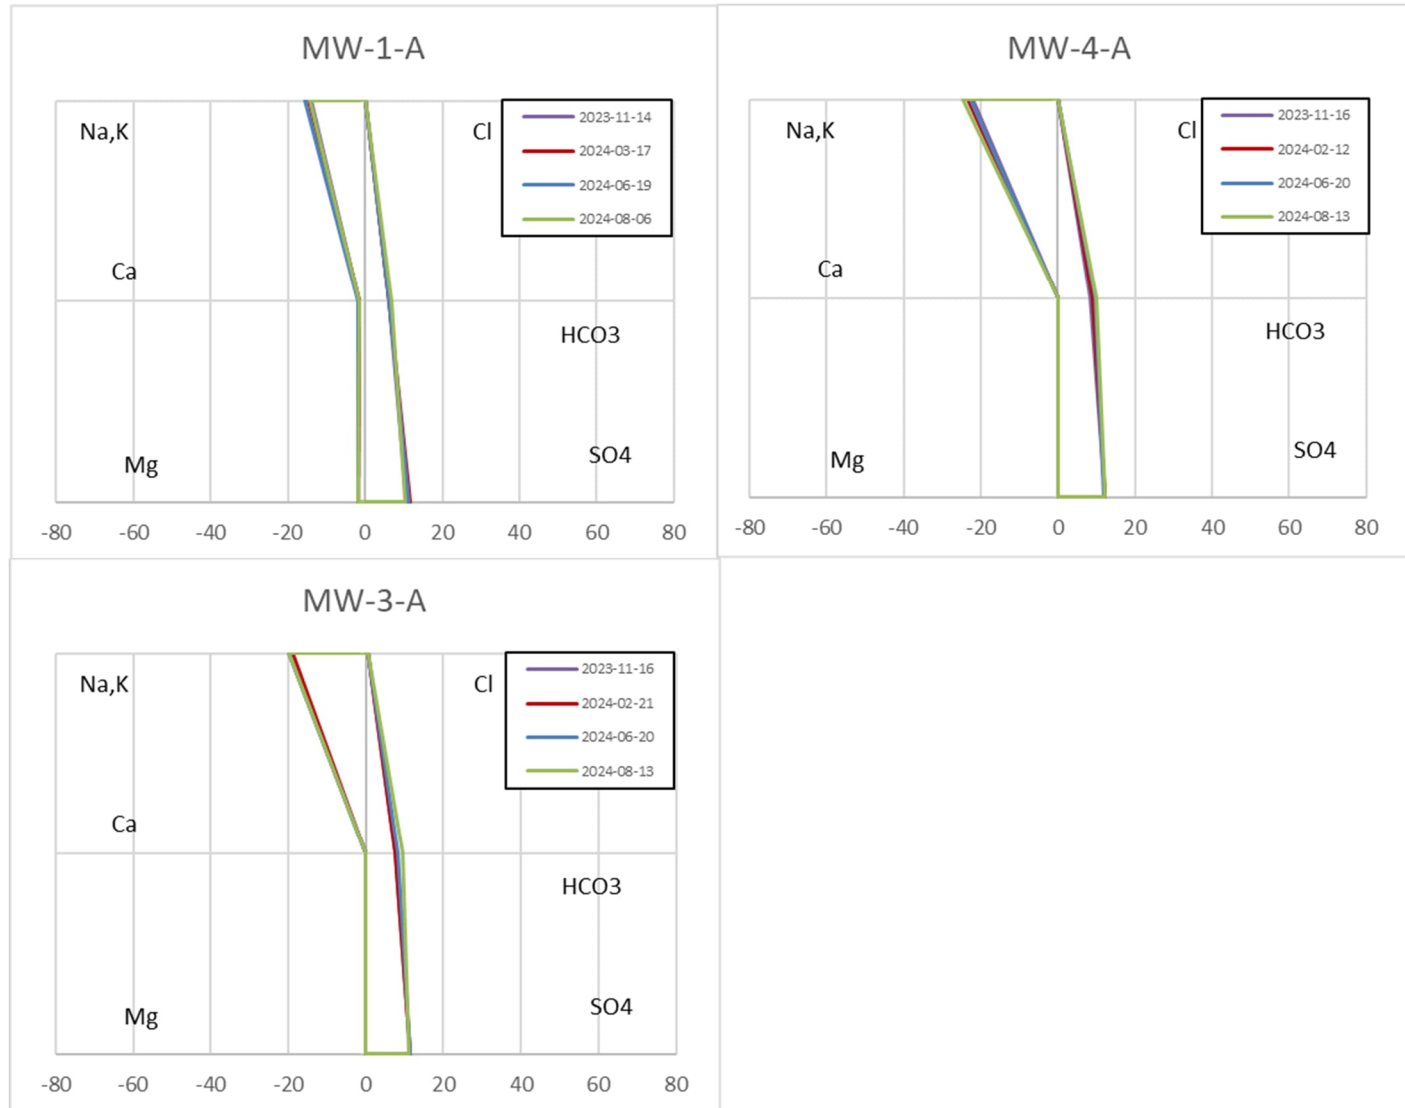 MW-1-A
Na,K
Cl
2023-11-14
2024-03-17
2024-06-19
2024-08-06
Ca
HCO3
Mg
SO4
-80 -60 -40 -20 0 20 40 60 80
MW-4-A
Na,K
Cl
2023-11-16
2024-02-12
2024-06-20
2024-08-13
Ca
HCO3
Mg
SO4
-80 -60 -40 -20 0 20 40 60 80
MW-3-A
Na,K
Cl
2023-11-16
2024-02-21
2024-06-20
2024-08-13
Ca
HCO3
Mg
SO4
-80 -60 -40 -20 0 20 40 60 80